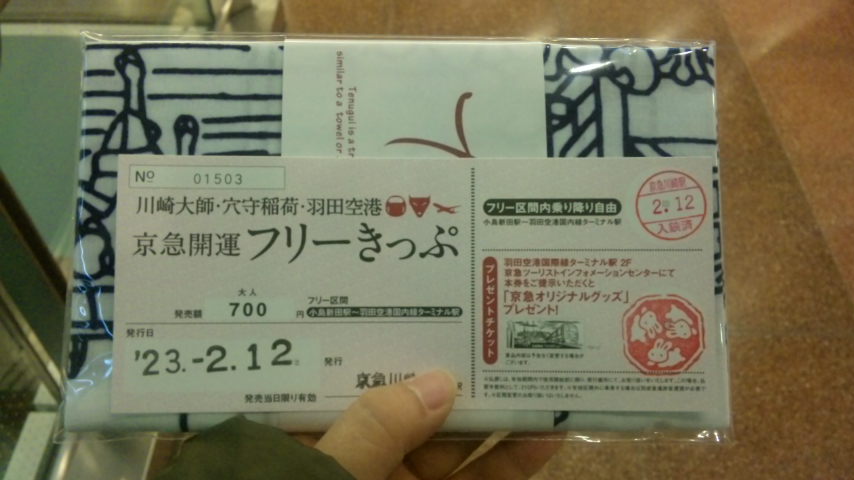 Tenugui is a
similar to a towel or
No 01503
川崎大師・穴守稲荷・羽田空港
京急開運フリーきっぷ
大人
発売額 700 円
フリー区間
小島新田駅〜羽田空港国内線ターミナル駅
発行日
'23.-2.12
発行
京急川
発売当日限り有効
フリー区間内乗り降り自由
小島新田駅〜羽田空港国内線ターミナル駅
京急川崎駅
2.12
入鋏済
プレゼントチケット
羽田空港国際線ターミナル駅 2F
京急ツーリストインフォメーションセンターにて
本券をご提示いただくと
「京急オリジナルグッズ」
プレゼント!